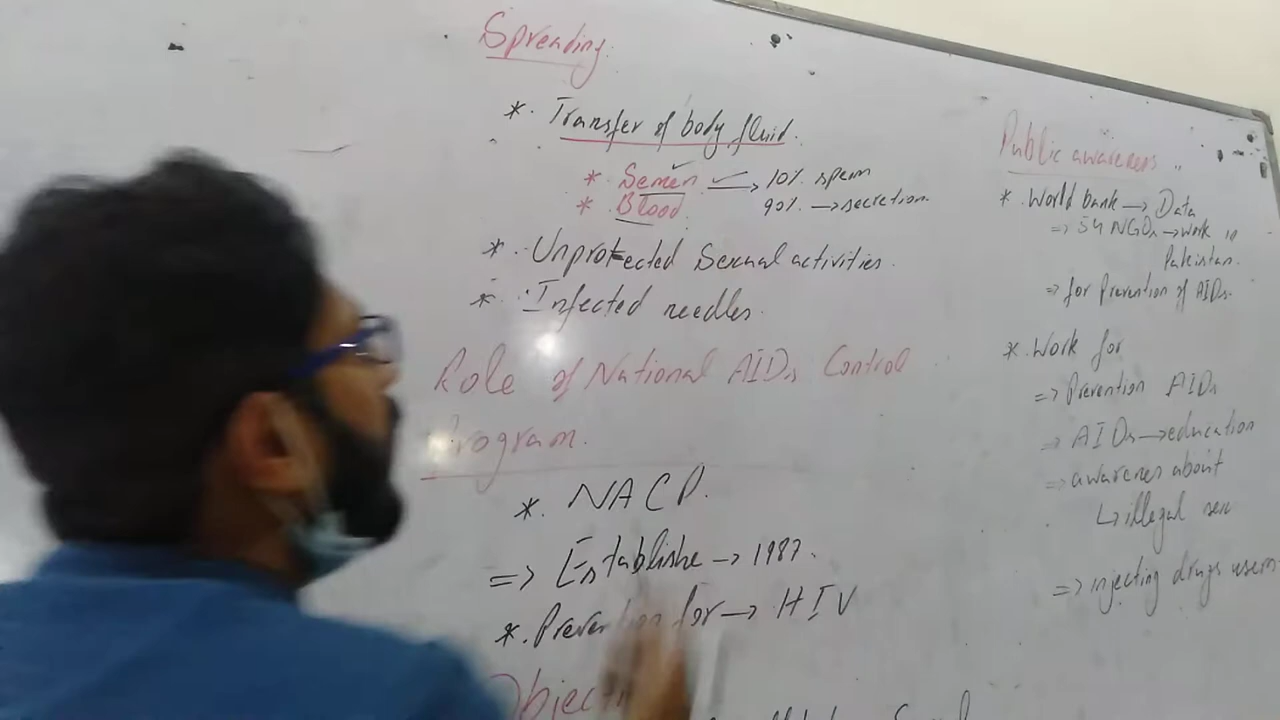 Spreading.
*. Transfer of body fluid.
* Semen → 10% sperm
* Blood. 90% → secretion.
*. Unprotected Sexual activities.
*. Infected needles.
Role of National AIDs Control
Program.
*. NACP.
=> Establishe → 1987.
*. Prevention for → HIV
Objecti
Public awareness..
*. World bank → Data
=> 54 NGOs → work in
Pakistan.
=> for Prevention of AIDs.
*. Work for
=> Prevention AIDs
=> AIDs → education
=> awarenes about
↳ illegal sex
=> injecting drugs users